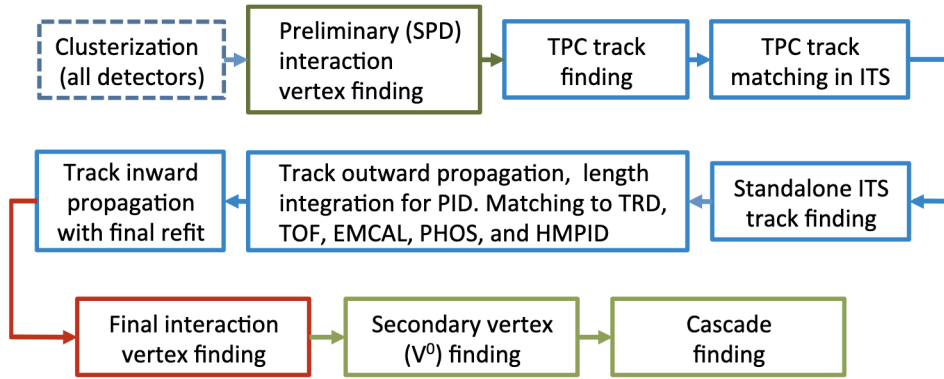 Clusterization
(all detectors)
Preliminary (SPD)
interaction
vertex finding
TPC track
finding
TPC track
matching in ITS
Track inward
propagation
with final refit
Track outward propagation, length
integration for PID. Matching to TRD,
TOF, EMCAL, PHOS, and HMPID
Standalone ITS
track finding
Final interaction
vertex finding
Secondary vertex
(V⁰) finding
Cascade
finding